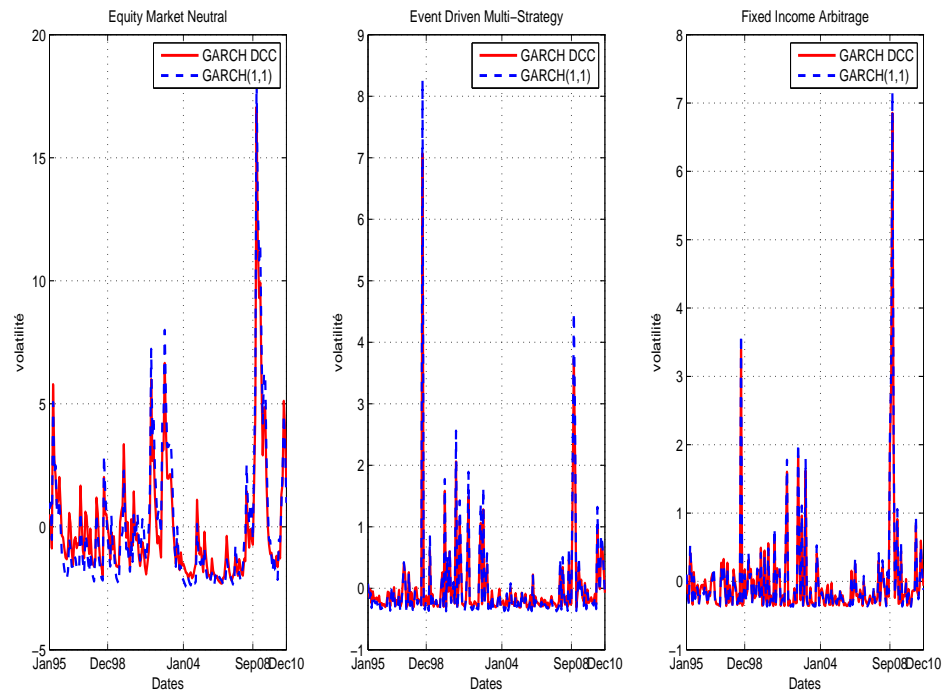 Equity Market Neutral
Event Driven Multi−Strategy
Fixed Income Arbitrage
GARCH DCC
GARCH(1,1)
20
15
10
5
0
−5
volatilité
Jan95
Dec98
Jan04
Sep08
Dec10
Dates
GARCH DCC
GARCH(1,1)
9
8
7
6
5
4
3
2
1
0
−1
volatilité
Jan95
Dec98
Jan04
Sep08
Dec10
Dates
GARCH DCC
GARCH(1,1)
8
7
6
5
4
3
2
1
0
−1
volatilité
Jan95
Dec98
Jan04
Sep08
Dec10
Dates